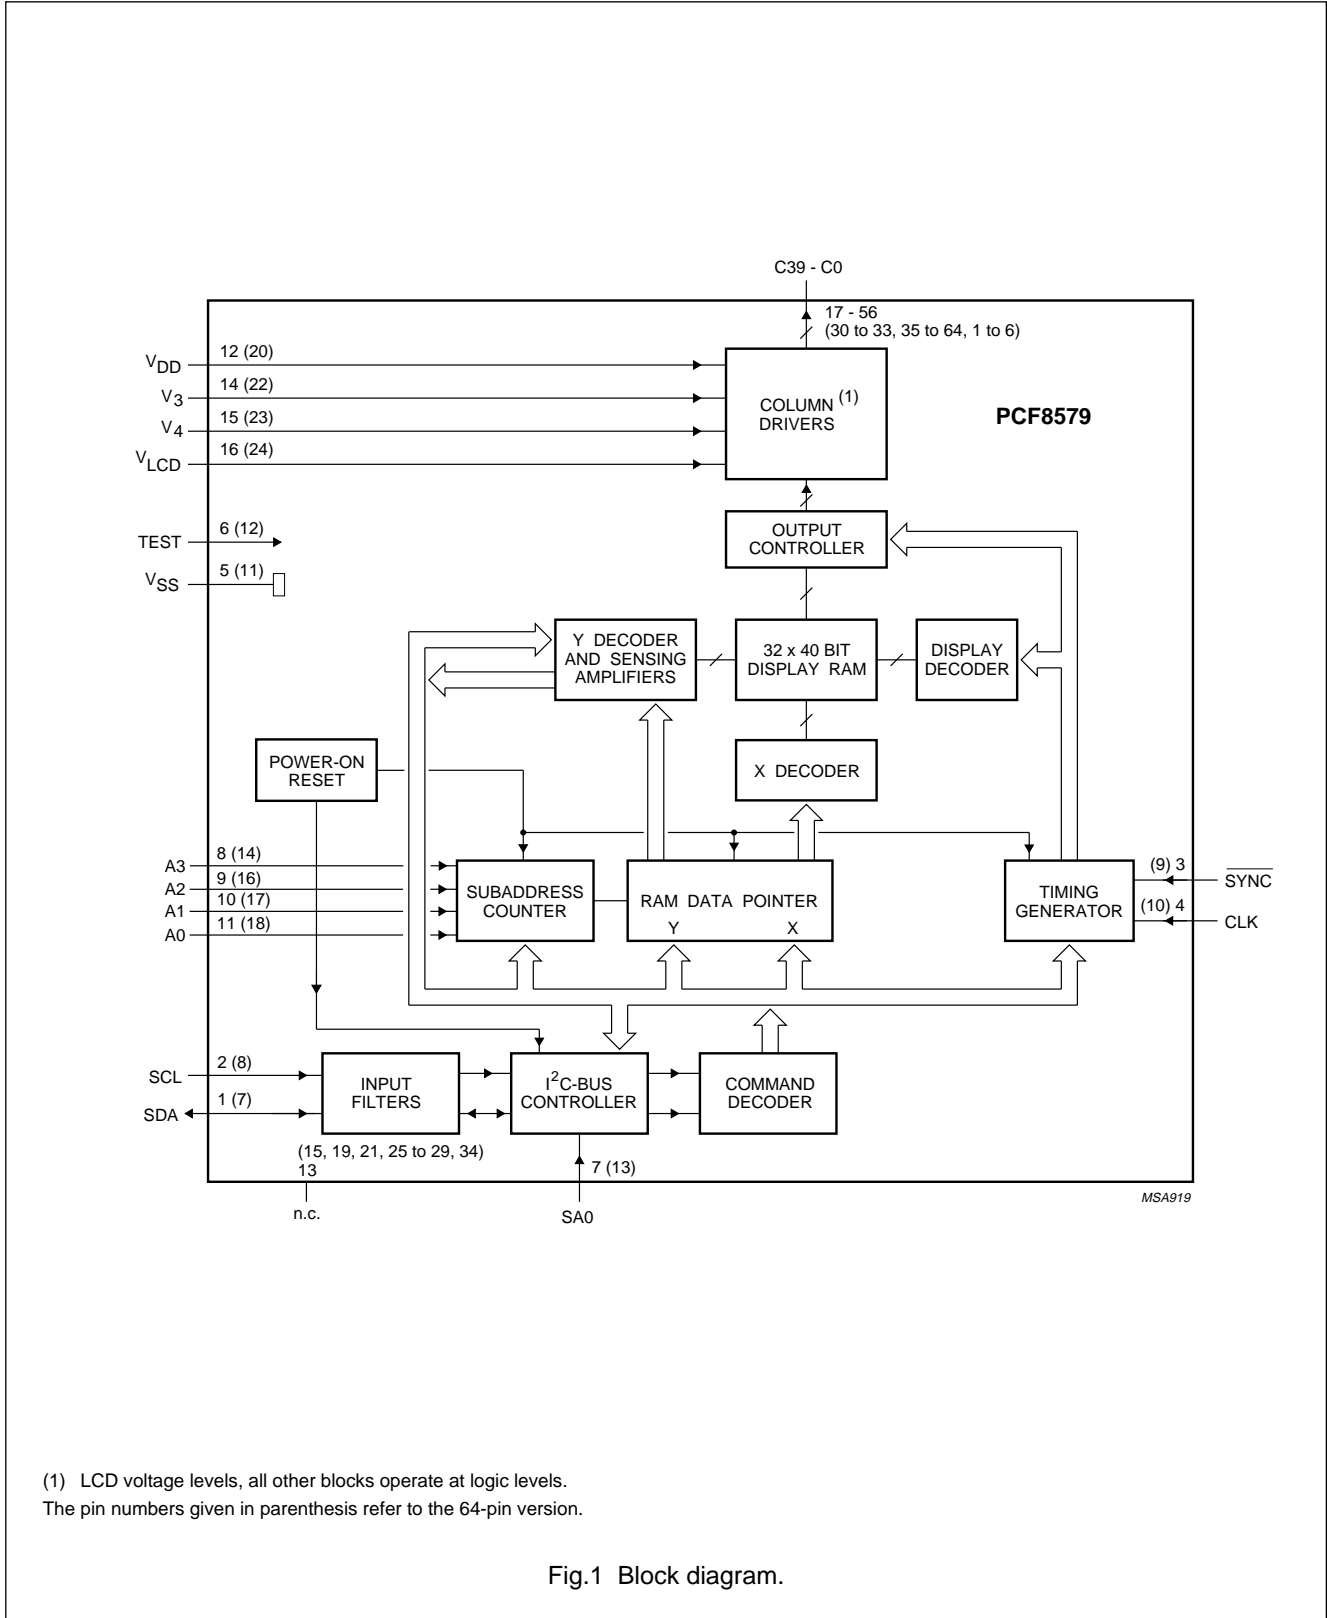 C39 - C0
17 - 56
(30 to 33, 35 to 64, 1 to 6)
VDD
12 (20)
V3
14 (22)
V4
15 (23)
VLCD
16 (24)
COLUMN (1)
DRIVERS
PCF8579
TEST
6 (12)
VSS
5 (11)
OUTPUT
CONTROLLER
Y DECODER
AND SENSING
AMPLIFIERS
32 x 40 BIT
DISPLAY RAM
DISPLAY
DECODER
POWER-ON
RESET
X DECODER
A3
8 (14)
A2
9 (16)
A1
10 (17)
A0
11 (18)
SUBADDRESS
COUNTER
RAM DATA POINTER
Y X
TIMING
GENERATOR
(9) 3
SYNC
(10) 4
CLK
SCL
2 (8)
SDA
1 (7)
INPUT
FILTERS
I2C-BUS
CONTROLLER
COMMAND
DECODER
(15, 19, 21, 25 to 29, 34)
13
7 (13)
n.c.
SA0
MSA919
(1) LCD voltage levels, all other blocks operate at logic levels.
The pin numbers given in parenthesis refer to the 64-pin version.
Fig.1 Block diagram.